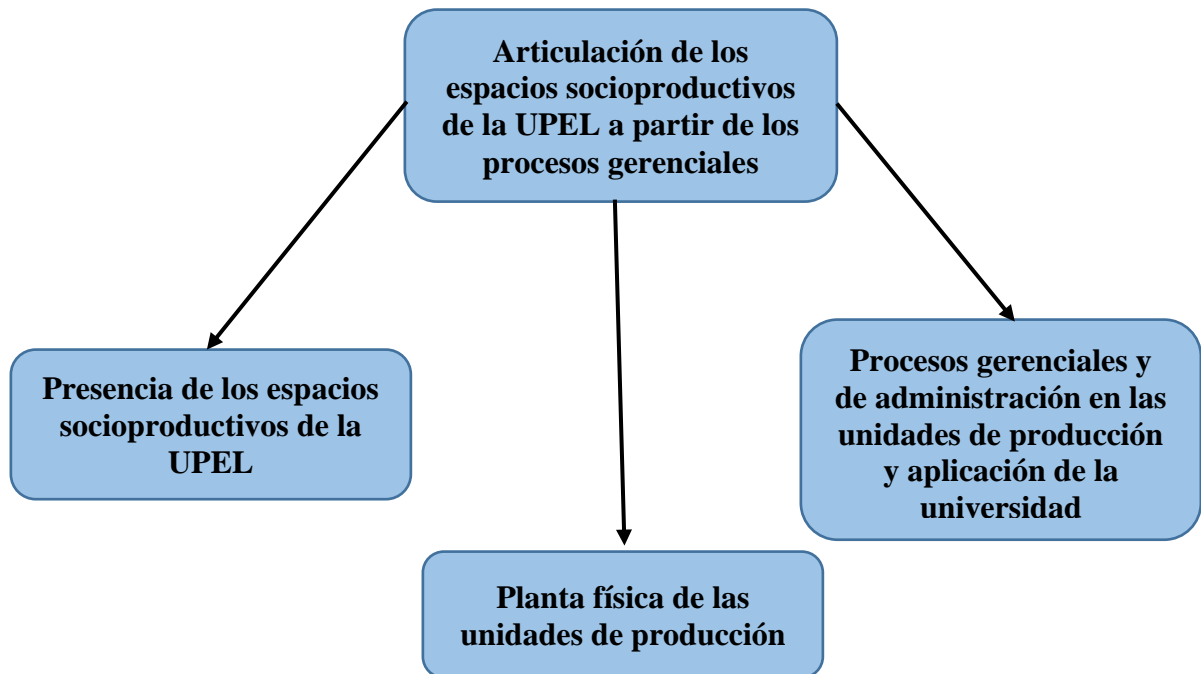 Articulación de los
espacios socioproductivos
de la UPEL a partir de los
procesos gerenciales
Presencia de los espacios
socioproductivos de la
UPEL
Procesos gerenciales y
de administración en las
unidades de producción
y aplicación de la
universidad
Planta física de las
unidades de producción